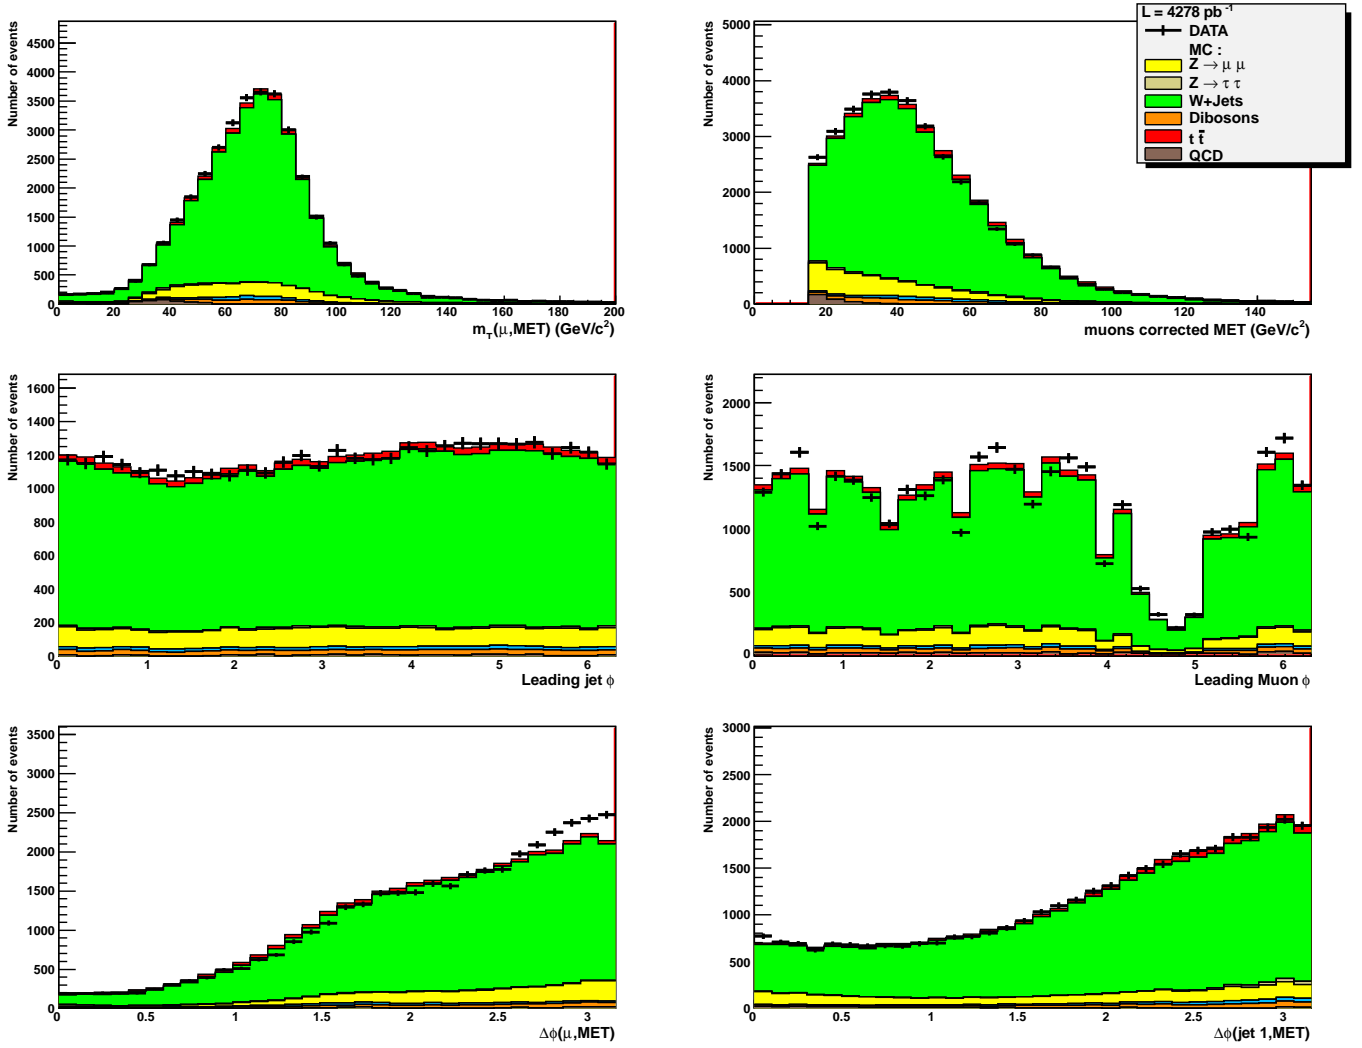 L = 4278 pb⁻¹
DATA
MC :
Z → μ μ
Z → τ τ
W+Jets
Dibosons
t t̄
QCD
Number of events
4500
4000
3500
3000
2500
2000
1500
1000
500
0
0 20 40 60 80 100 120 140 160 180 200
m_T(μ,MET) (GeV/c²)
Number of events
5000
4000
3000
2000
1000
0
0 20 40 60 80 100 120 140
muons corrected MET (GeV/c²)
Number of events
1600
1400
1200
1000
800
600
400
200
0
0 1 2 3 4 5 6
Leading jet ϕ
Number of events
2000
1500
1000
500
0
0 1 2 3 4 5 6
Leading Muon ϕ
Number of events
3500
3000
2500
2000
1500
1000
500
0
0 0.5 1 1.5 2 2.5 3
Δϕ(μ,MET)
Number of events
3000
2500
2000
1500
1000
500
0
0 0.5 1 1.5 2 2.5 3
Δϕ(jet 1,MET)